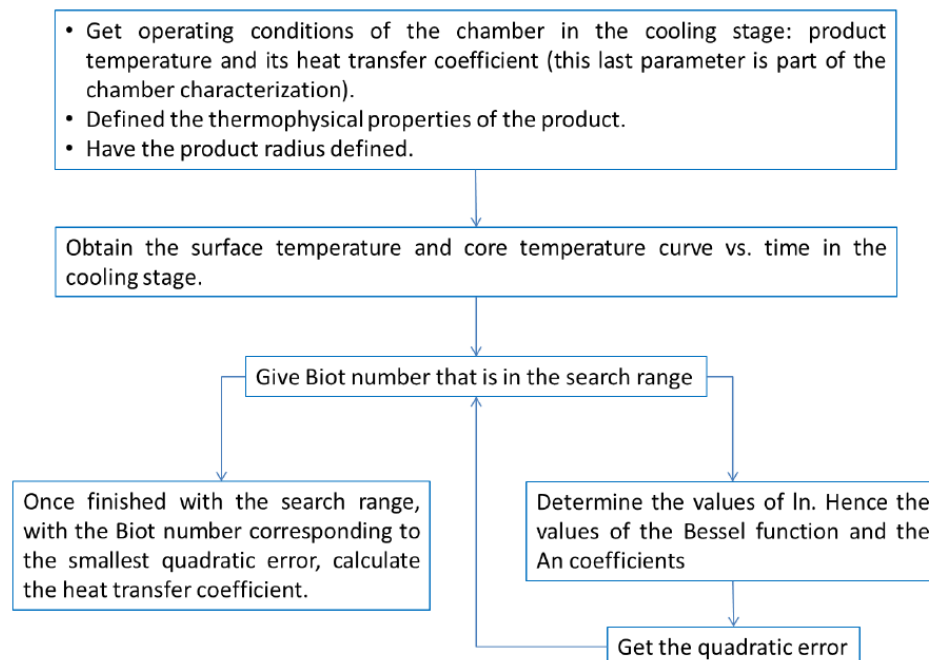 • Get operating conditions of the chamber in the cooling stage: product
temperature and its heat transfer coefficient (this last parameter is part of the
chamber characterization).
• Defined the thermophysical properties of the product.
• Have the product radius defined.
Obtain the surface temperature and core temperature curve vs. time in the
cooling stage.
Give Biot number that is in the search range
Once finished with the search range,
with the Biot number corresponding to
the smallest quadratic error, calculate
the heat transfer coefficient.
Determine the values of ln. Hence the
values of the Bessel function and the
An coefficients
Get the quadratic error